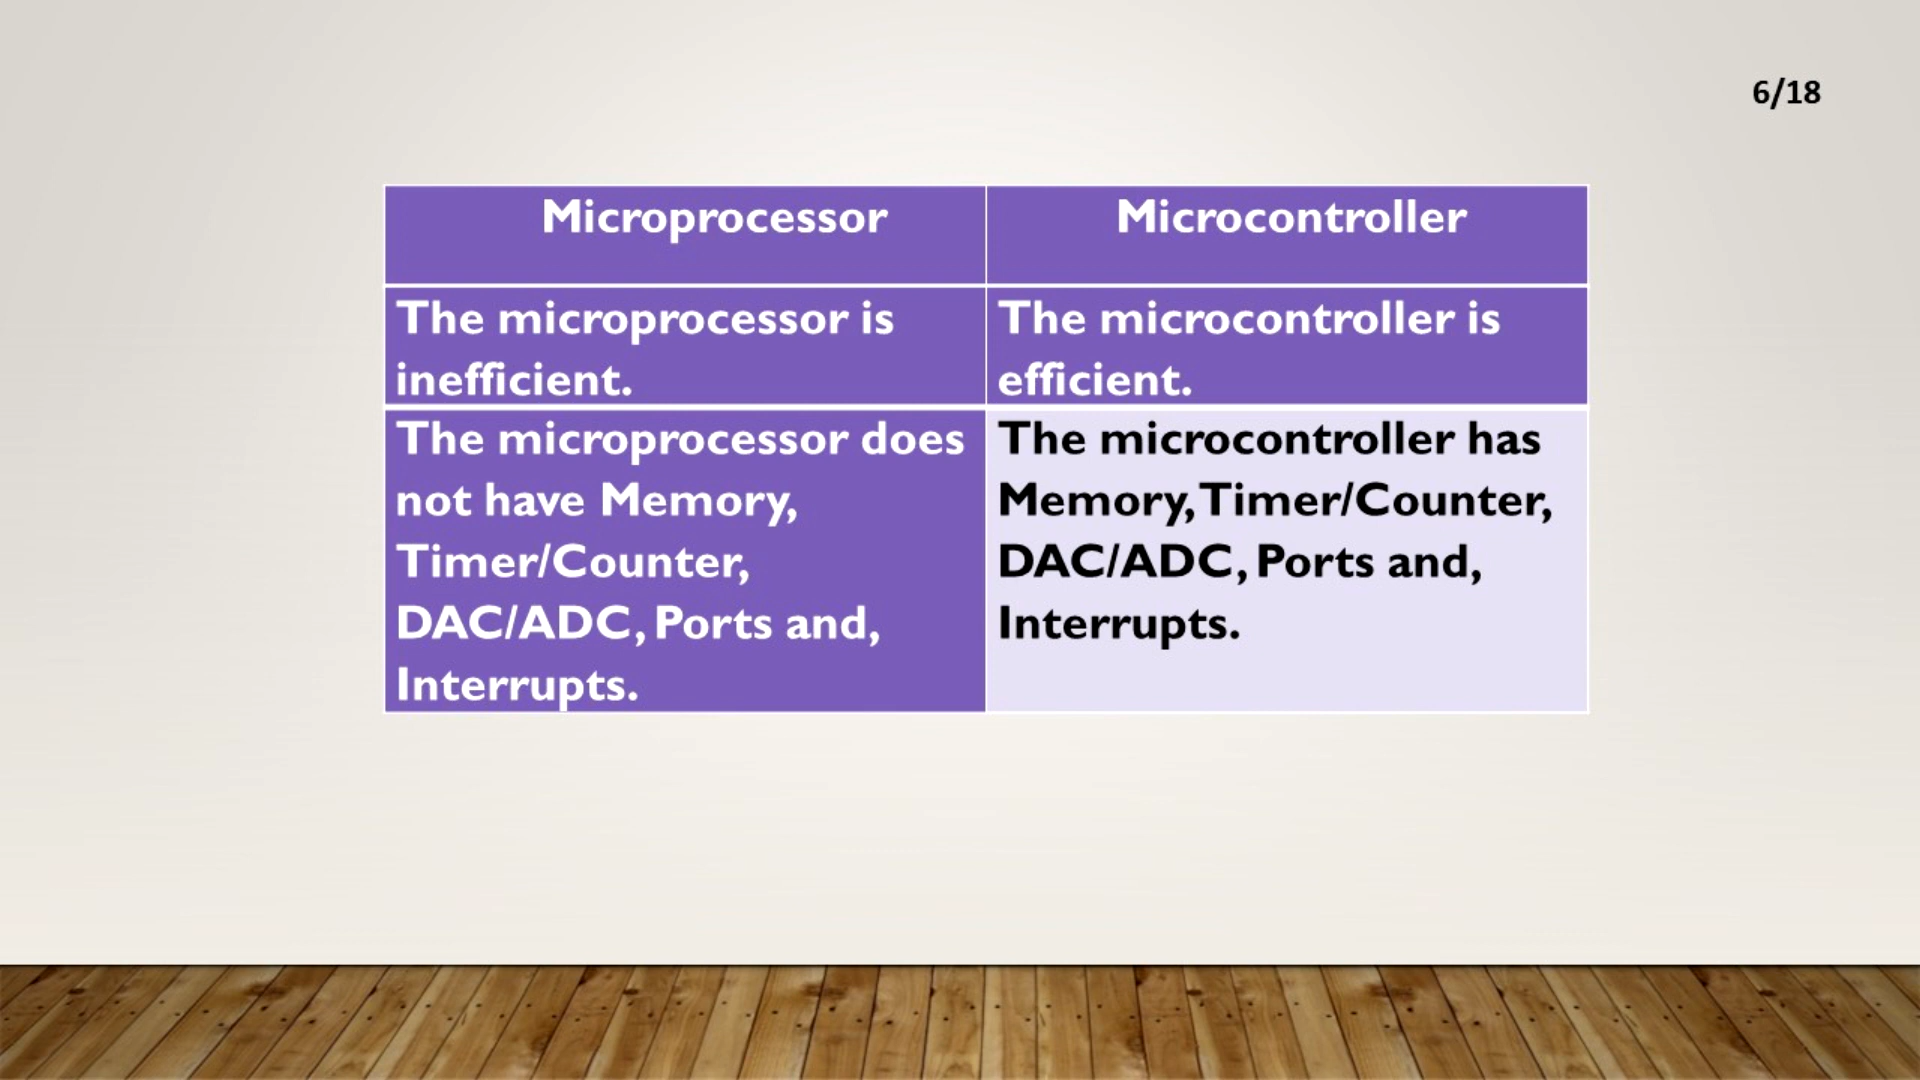 6/18
Microprocessor
Microcontroller
The microprocessor is
inefficient.
The microcontroller is
efficient.
The microprocessor does
not have Memory,
Timer/Counter,
DAC/ADC, Ports and,
Interrupts.
The microcontroller has
Memory, Timer/Counter,
DAC/ADC, Ports and,
Interrupts.